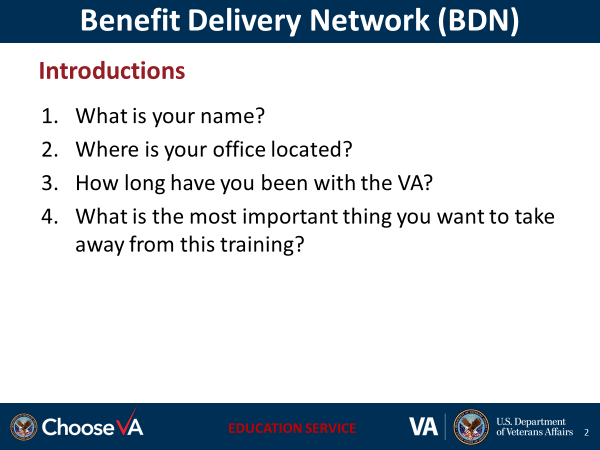 Benefit Delivery Network (BDN)
Introductions
1. What is your name?
2. Where is your office located?
3. How long have you been with the VA?
4. What is the most important thing you want to take
away from this training?
ChooseVA
EDUCATION SERVICE
VA
U.S. Department
of Veterans Affairs
2